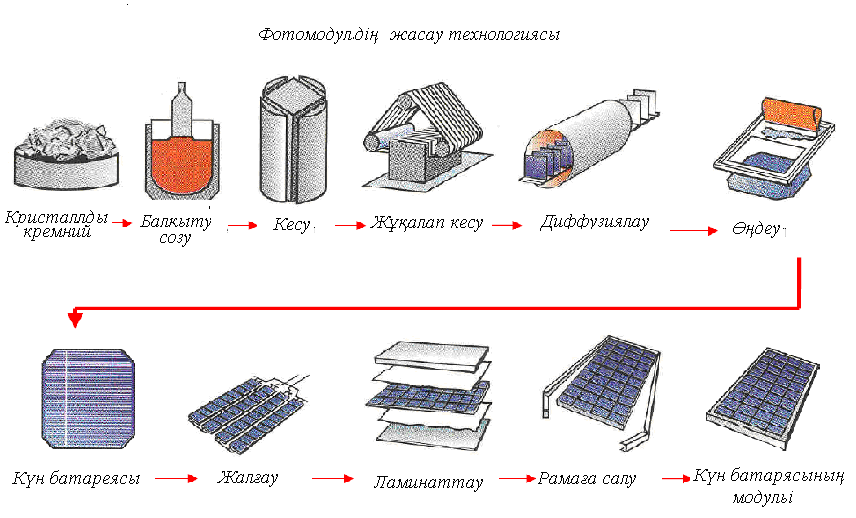 Фотомодулдің жасау технологиясы
Кристаллды
кремний
Балқыту
созу
Кесу
Жұқалап кесу
Диффузиялау
Өңдеу
Күн батареясы
Жалғау
Ламинаттау
Рамаға салу
Күн батарясының
модулы